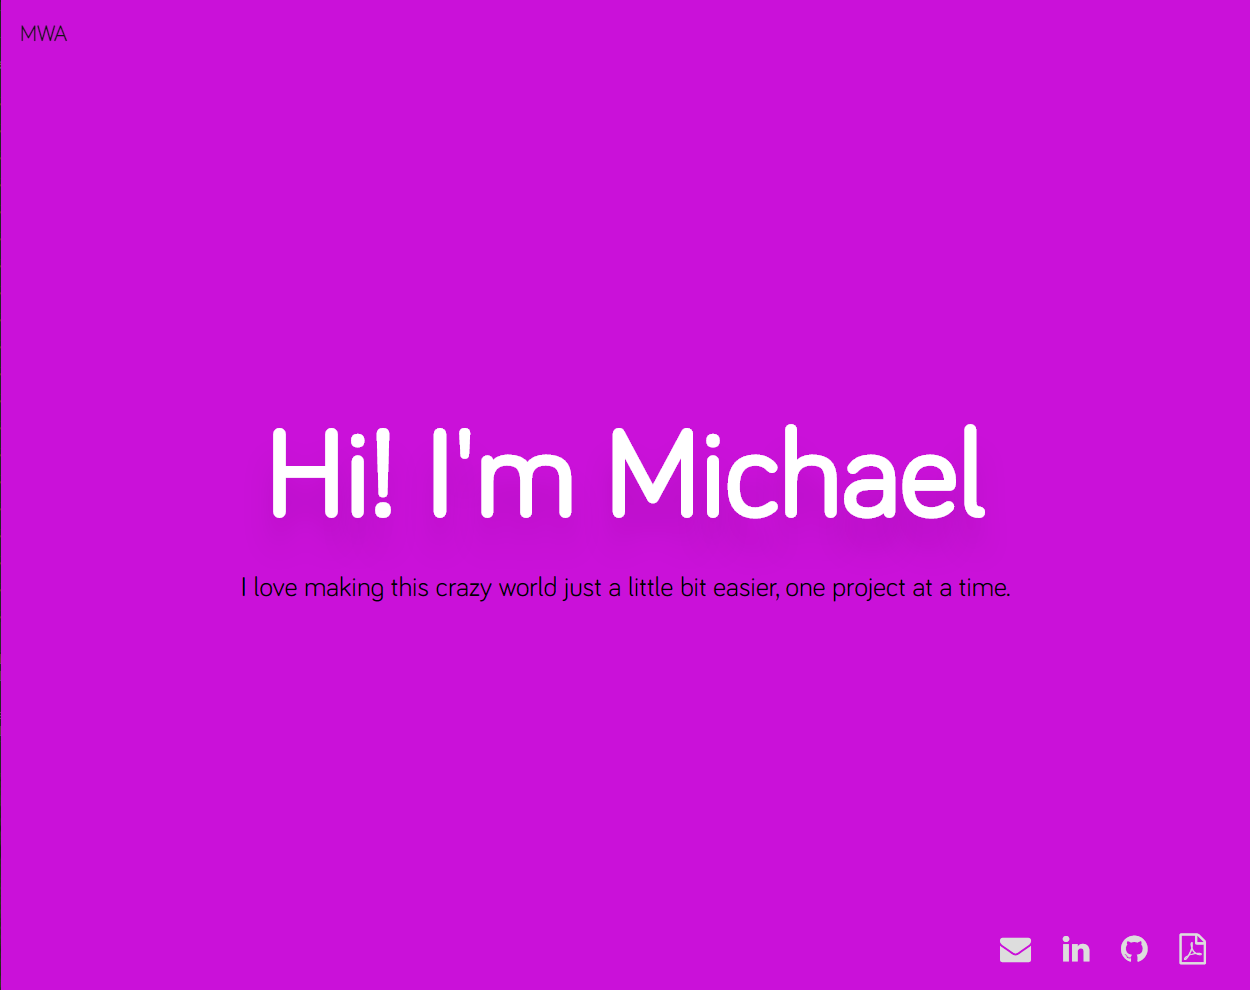 MWA
Hi! I'm Michael
I love making this crazy world just a little bit easier, one project at a time.
in